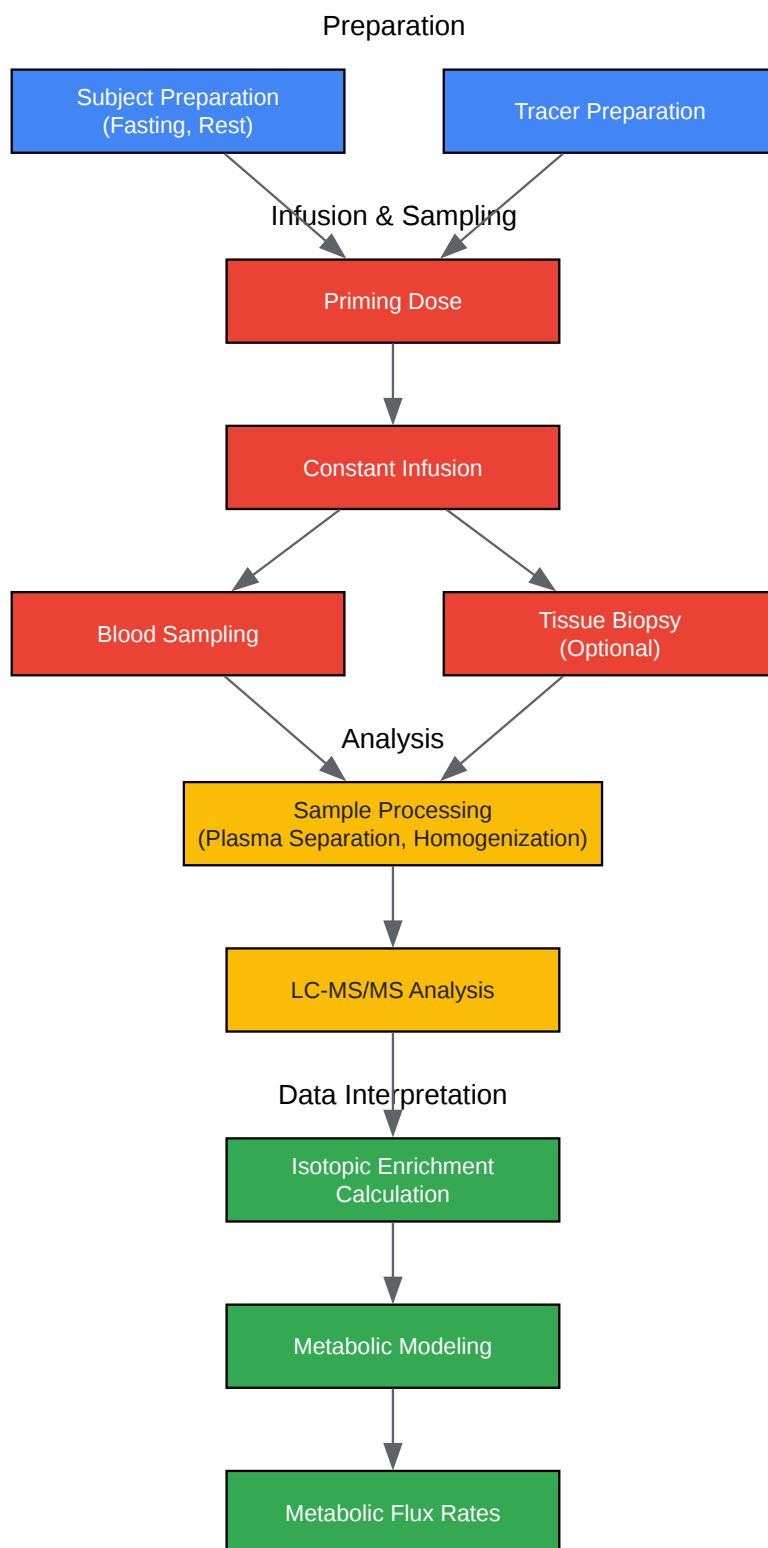 Preparation
Subject Preparation
(Fasting, Rest)
Tracer Preparation
Infusion & Sampling
Priming Dose
Constant Infusion
Blood Sampling
Tissue Biopsy
(Optional)
Analysis
Sample Processing
(Plasma Separation, Homogenization)
LC-MS/MS Analysis
Data Interpretation
Isotopic Enrichment
Calculation
Metabolic Modeling
Metabolic Flux Rates